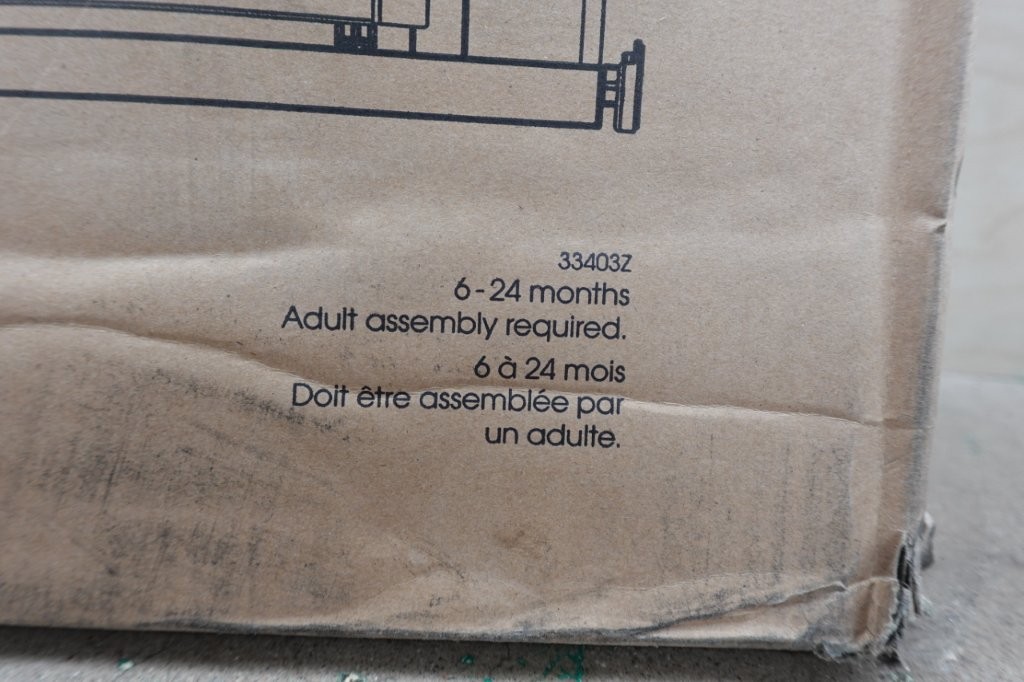 33403Z
6-24 months
Adult assembly required.
6 à 24 mois
Doit être assemblée par
un adulte.